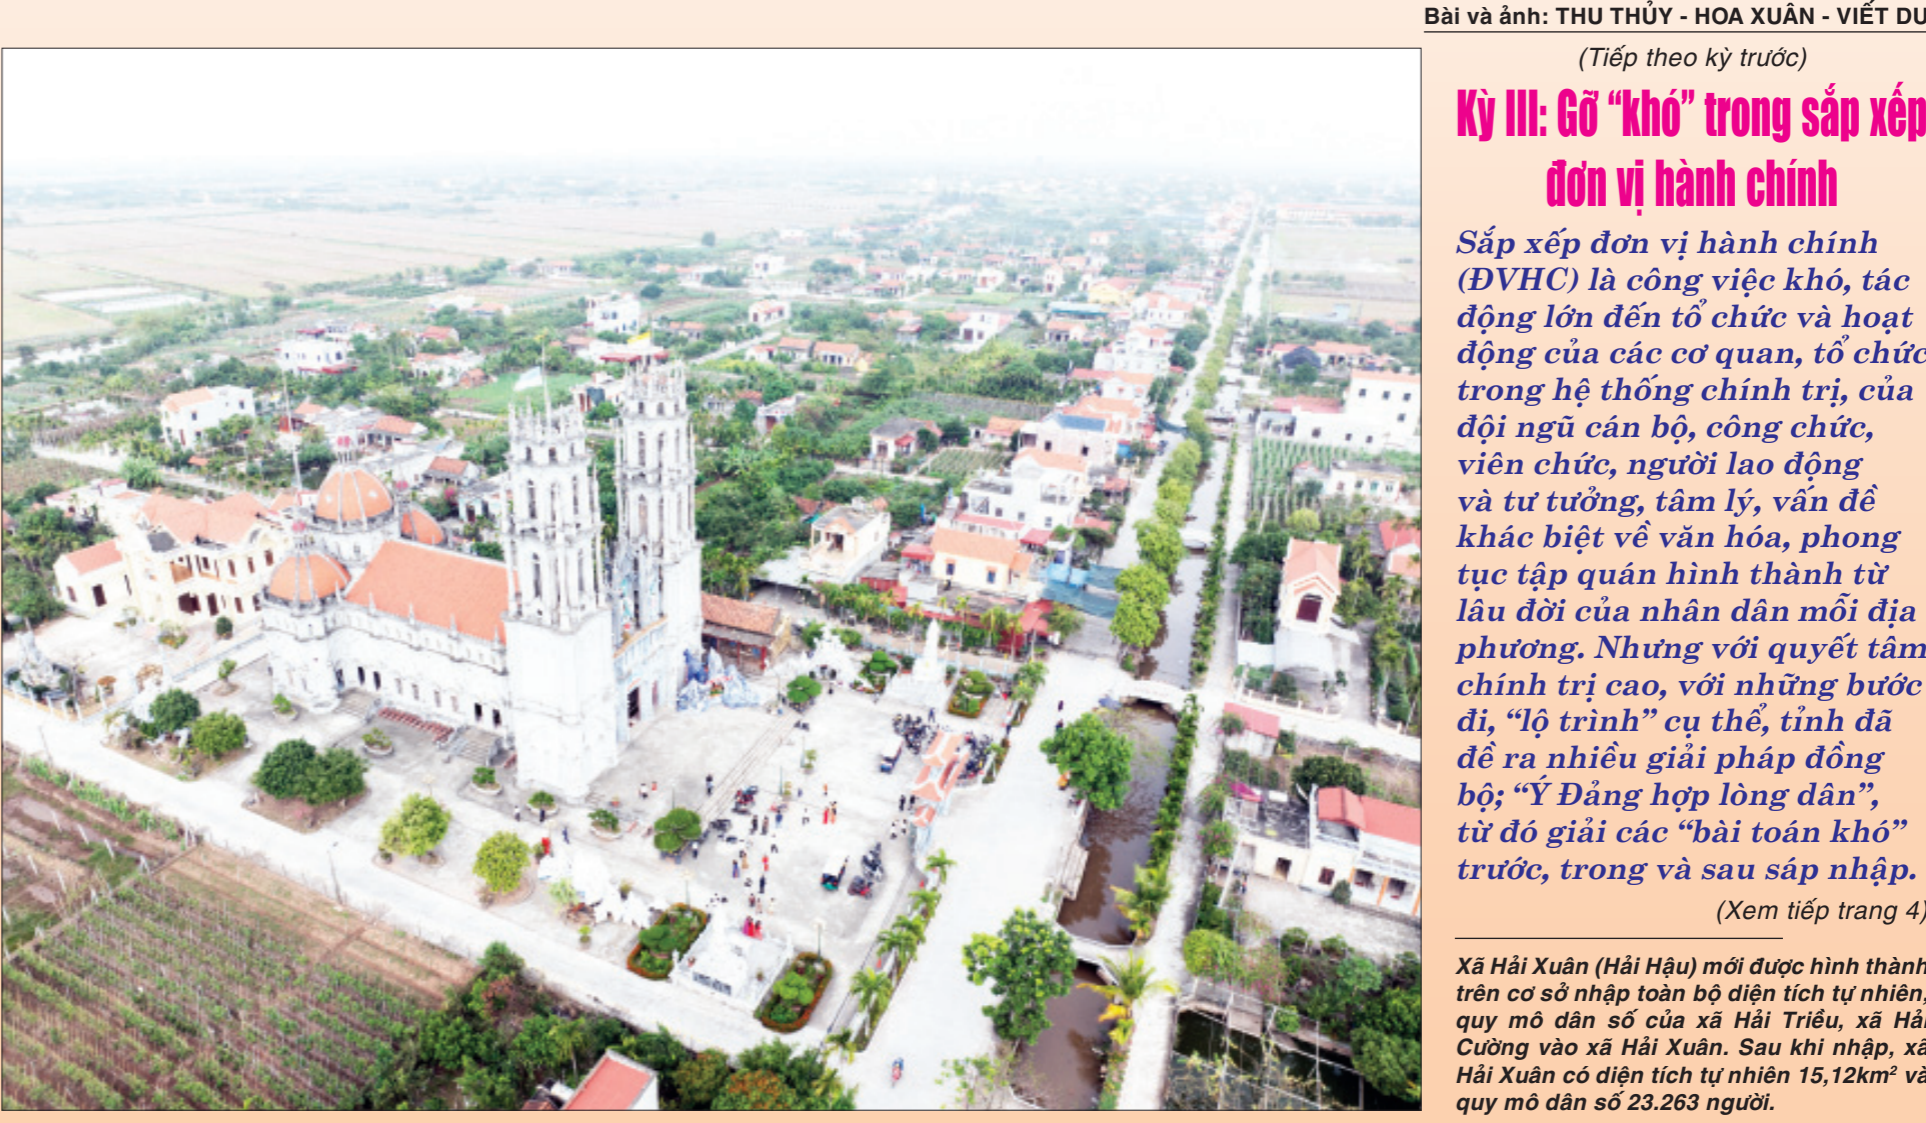 Bài và ảnh: THU THỦY - HOA XUÂN - VIẾT DU
(Tiếp theo kỳ trước)
Kỳ III: Gỡ “khó” trong sắp xếp
đơn vị hành chính
Sắp xếp đơn vị hành chính
(ĐVHC) là công việc khó, tác
động lớn đến tổ chức và hoạt
động của các cơ quan, tổ chức
trong hệ thống chính trị, của
đội ngũ cán bộ, công chức,
viên chức, người lao động
và tư tưởng, tâm lý, vấn đề
khác biệt về văn hóa, phong
tục tập quán hình thành từ
lâu đời của nhân dân mỗi địa
phương. Nhưng với quyết tâm
chính trị cao, với những bước
đi, “lộ trình” cụ thể, tỉnh đã
đề ra nhiều giải pháp đồng
bộ; “Ý Đảng hợp lòng dân”,
từ đó giải các “bài toán khó”
trước, trong và sau sáp nhập.
(Xem tiếp trang 4)
Xã Hải Xuân (Hải Hậu) mới được hình thành
trên cơ sở nhập toàn bộ diện tích tự nhiên,
quy mô dân số của xã Hải Triều, xã Hải
Cường vào xã Hải Xuân. Sau khi nhập, xã
Hải Xuân có diện tích tự nhiên 15,12km² và
quy mô dân số 23.263 người.